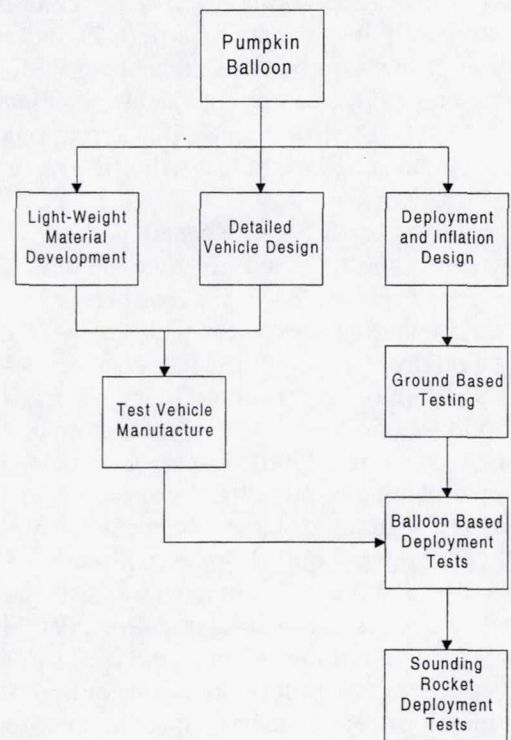 Pumpkin
Balloon
Light-Weight
Material
Development
Detailed
Vehicle Design
Deployment
and Inflation
Design
Ground Based
Testing
Test Vehicle
Manufacture
Balloon Based
Deployment
Tests
Sounding
Rocket
Deployment
Tests